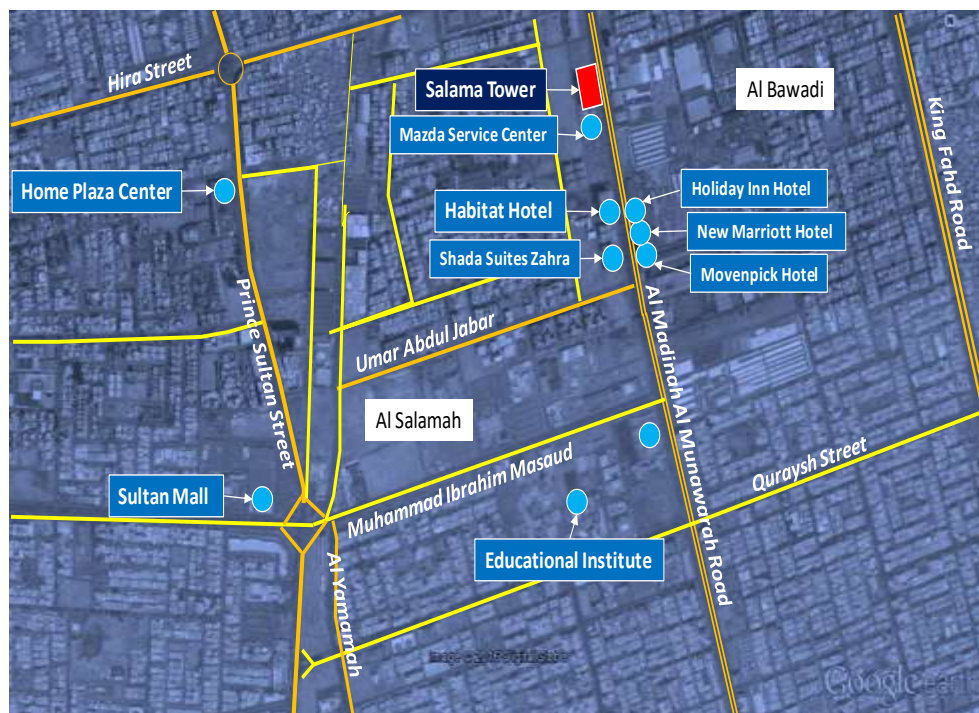 Hira Street
Salama Tower
Al Bawadi
Mazda Service Center
King Fahd Road
Home Plaza Center
Habitat Hotel
Holiday Inn Hotel
New Marriott Hotel
Shada Suites Zahra
Movenpick Hotel
Prince Sultan Street
Umar Abdul Jabar
Al Madinah Al Munawarah Road
Al Salamah
Sultan Mall
Muhammad Ibrahim Masaud
Quraysh Street
Educational Institute
Al Yamamah
Google earth